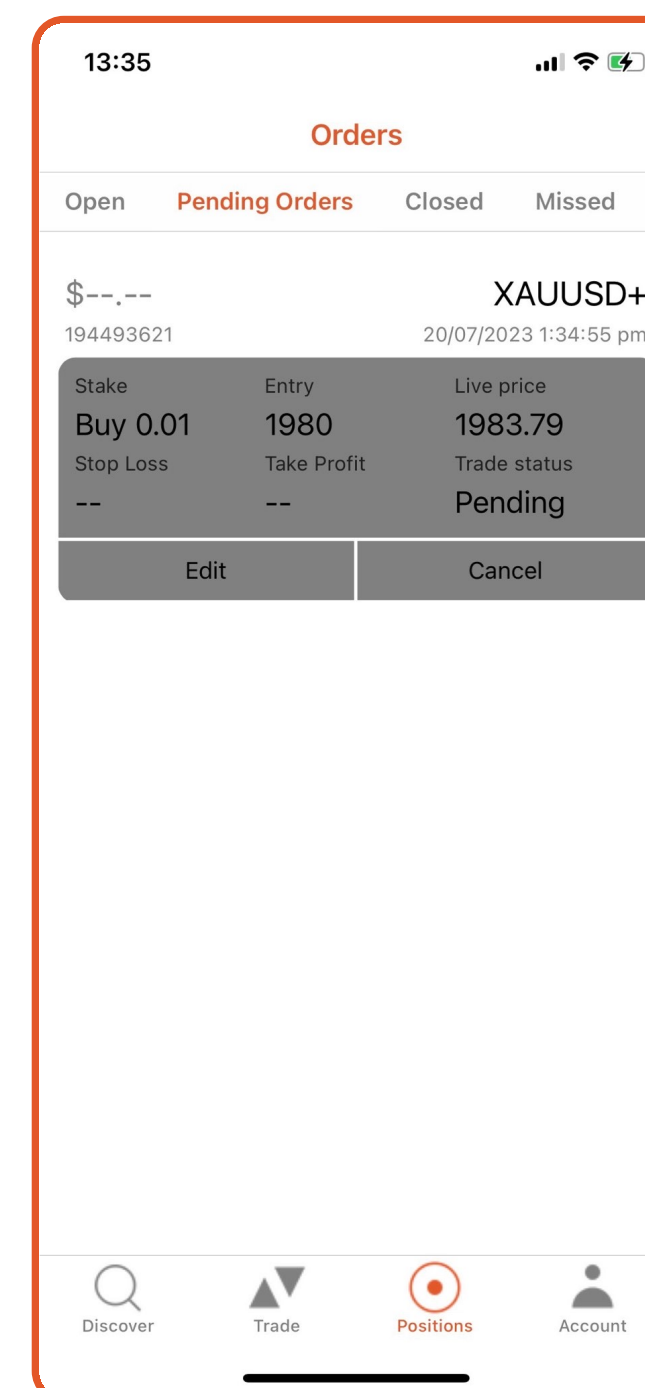 13:35
Orders
Open Pending Orders Closed Missed
$--.-- XAUUSD+
194493621 20/07/2023 1:34:55 pm
Stake Entry Live price
Buy 0.01 1980 1983.79
Stop Loss Take Profit Trade status
-- -- Pending
Edit Cancel
Discover Trade Positions Account